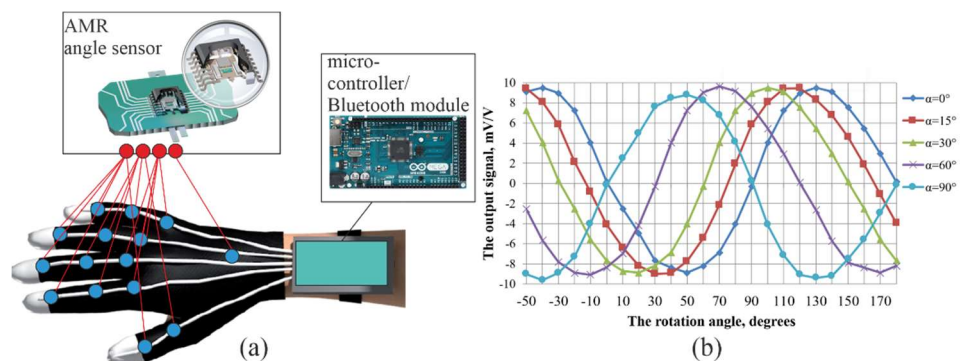 AMR
angle sensor
micro-
controller/
Bluetooth module
(a)
(b)
The output signal, mV/V
10
8
6
4
2
0
-2
-4
-6
-8
-10
-50 -30 -10 10 30 50 70 90 110 130 150 170
The rotation angle, degrees
α=0°
α=15°
α=30°
α=60°
α=90°